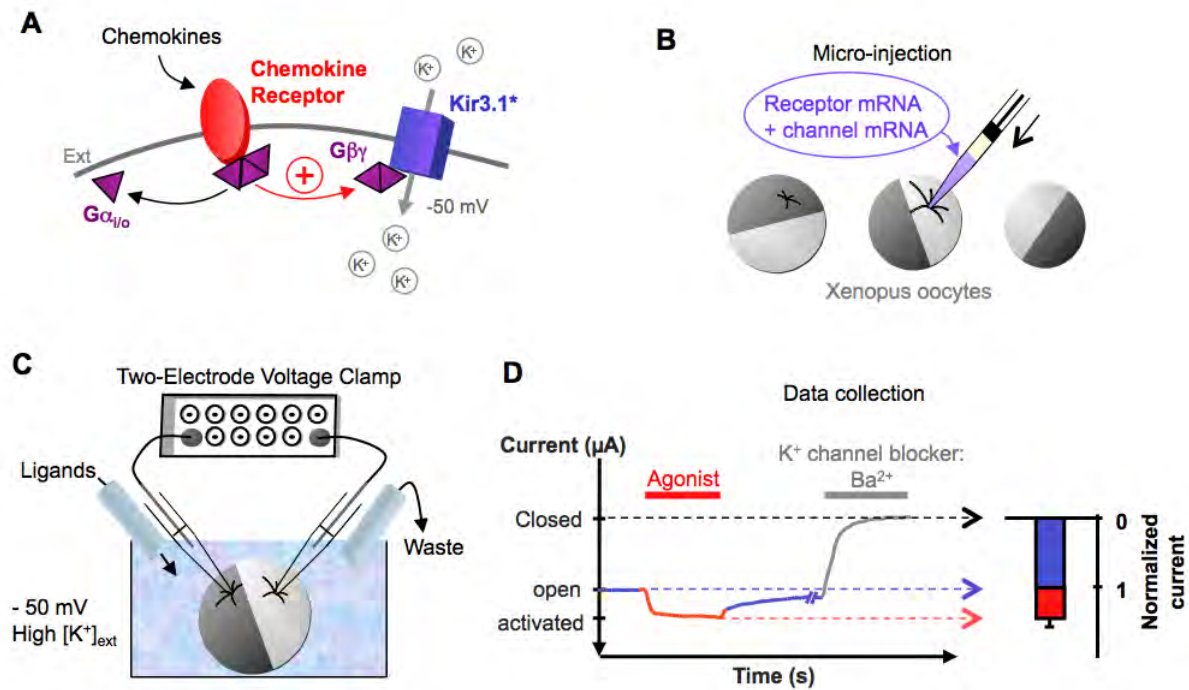 A
Chemokines
Chemokine
Receptor
K⁺
K⁺
Kir3.1*
Ext
Gβγ
+
Gα i/o
-50 mV
K⁺
K⁺
K⁺
B
Micro-injection
Receptor mRNA
+ channel mRNA
Xenopus oocytes
C
Two-Electrode Voltage Clamp
Ligands
Waste
- 50 mV
High [K⁺]ext
D
Data collection
Current (µA)
K⁺ channel blocker:
Ba²⁺
Agonist
Closed
open
activated
Time (s)
0
1
Normalized
current